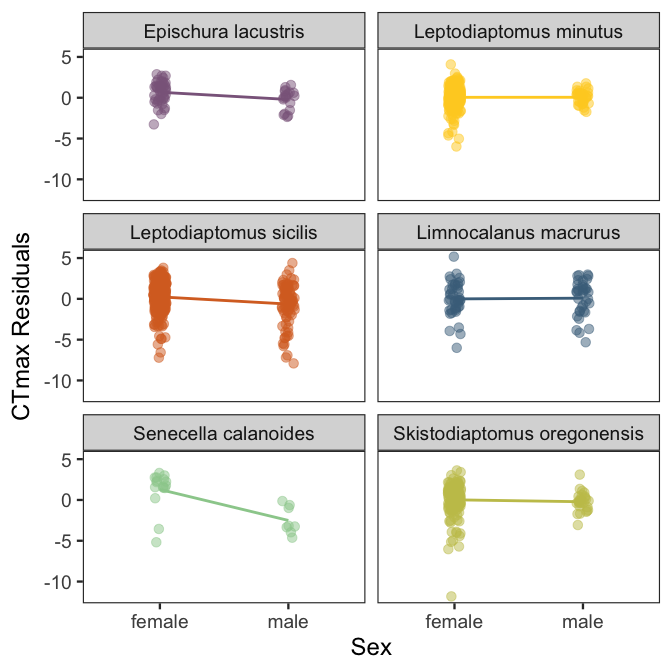 Epischura lacustris
Leptodiaptomus minutus
5
0
-5
-10
Leptodiaptomus sicilis
Limnocalanus macrurus
5
0
-5
-10
Senecella calanoides
Skistodiaptomus oregonensis
5
0
-5
-10
female
male
female
male
Sex
CTmax Residuals